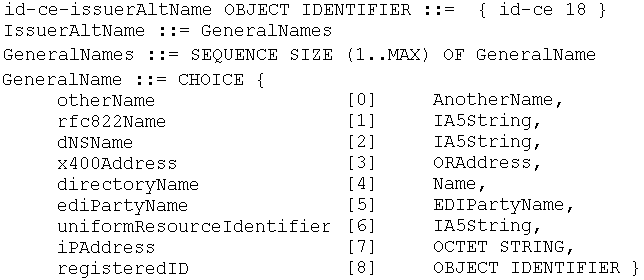 id-ce-issuerAltName OBJECT IDENTIFIER ::=  { id-ce 18 }
IssuerAltName ::= GeneralNames
GeneralNames ::= SEQUENCE SIZE (1..MAX) OF GeneralName
GeneralName ::= CHOICE {
otherName [0] AnotherName,
rfc822Name [1] IA5String,
dNSName [2] IA5String,
x400Address [3] ORAddress,
directoryName [4] Name,
ediPartyName [5] EDIPartyName,
uniformResourceIdentifier [6] IA5String,
iPAddress [7] OCTET STRING,
registeredID [8] OBJECT IDENTIFIER }